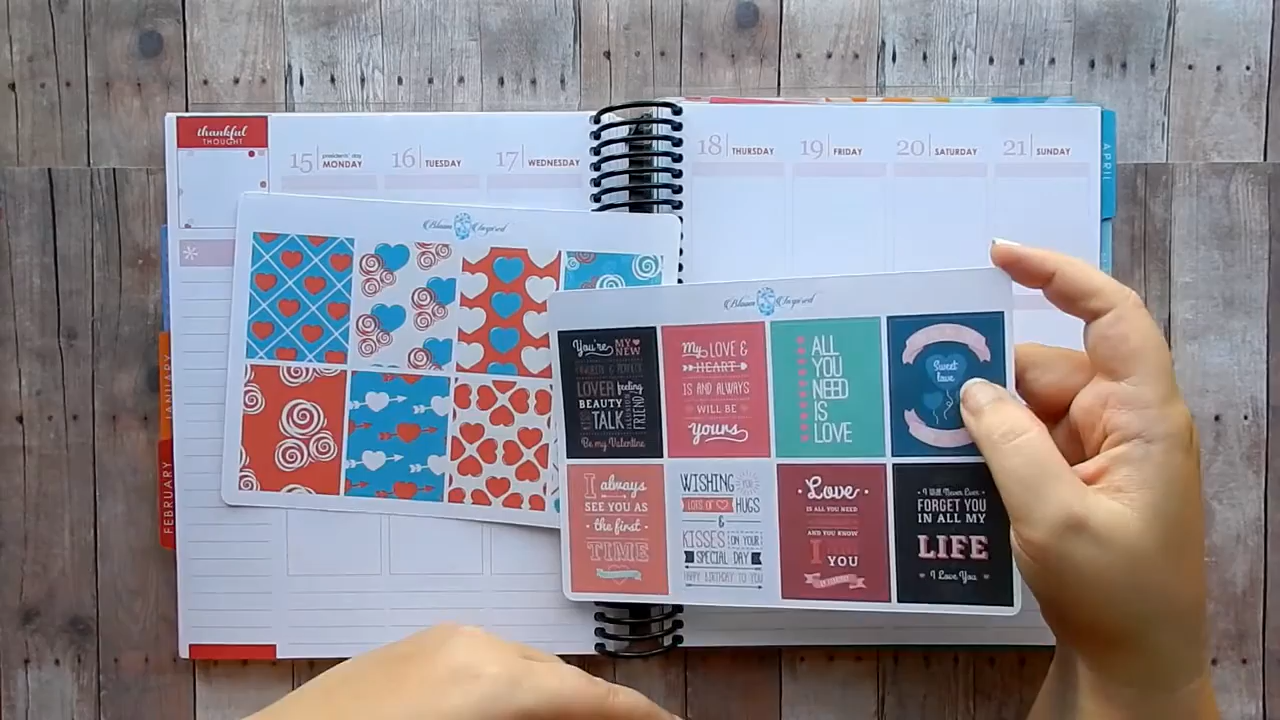 thankful
THOUGHT
15 presidents' day
MONDAY
16 TUESDAY
17 WEDNESDAY
18 THURSDAY
19 FRIDAY
20 SATURDAY
21 SUNDAY
APRIL
JANUARY
FEBRUARY
*
Bloom Inspired
Bloom Inspired
You're MY
NEW
LOVER feeling
BEAUTY
TALK
FRIEND
Be my Valentine
My LOVE &
HEART
IS AND ALWAYS
WILL BE
yours
ALL
YOU
NEED
IS
LOVE
Sweet
love
I always
SEE YOU AS
the first
TIME
WISHING
LOTS OF HUGS
&
KISSES ON YOUR
SPECIAL DAY
HAPPY BIRTHDAY TO YOU
Love
IS ALL YOU NEED
AND YOU KNOW
I
YOU
I Will Never Ever
FORGET YOU
IN ALL MY
LIFE
I Love You